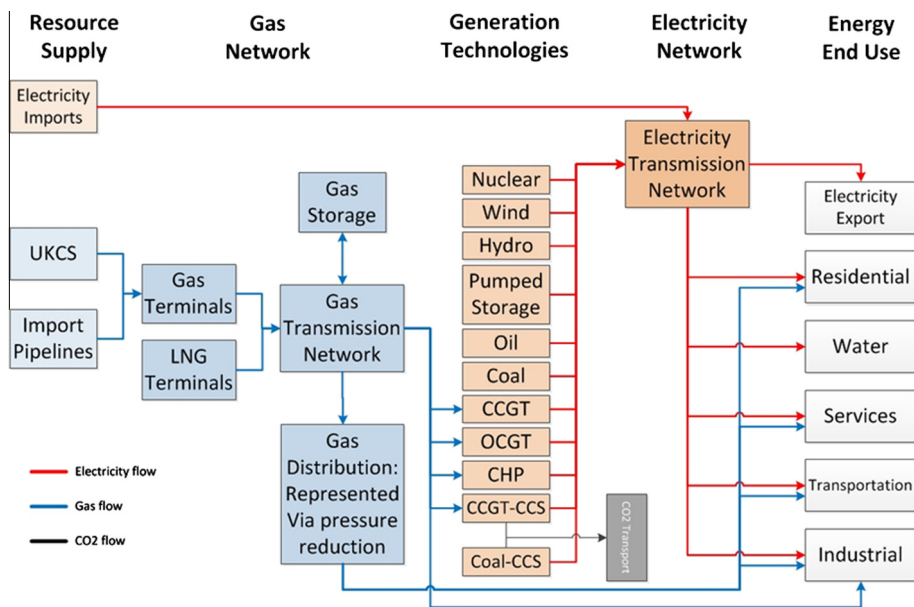 Resource
Supply
Gas
Network
Generation
Technologies
Electricity
Network
Energy
End Use
Electricity
Imports
UKCS
Import
Pipelines
Gas
Terminals
LNG
Terminals
Gas
Storage
Gas
Transmission
Network
Gas
Distribution:
Represented
Via pressure
reduction
Nuclear
Wind
Hydro
Pumped
Storage
Oil
Coal
CCGT
OCGT
CHP
CCGT-CCS
Coal-CCS
CO2 Transport
Electricity
Transmission
Network
Electricity
Export
Residential
Water
Services
Transportation
Industrial
Electricity flow
Gas flow
CO2 flow